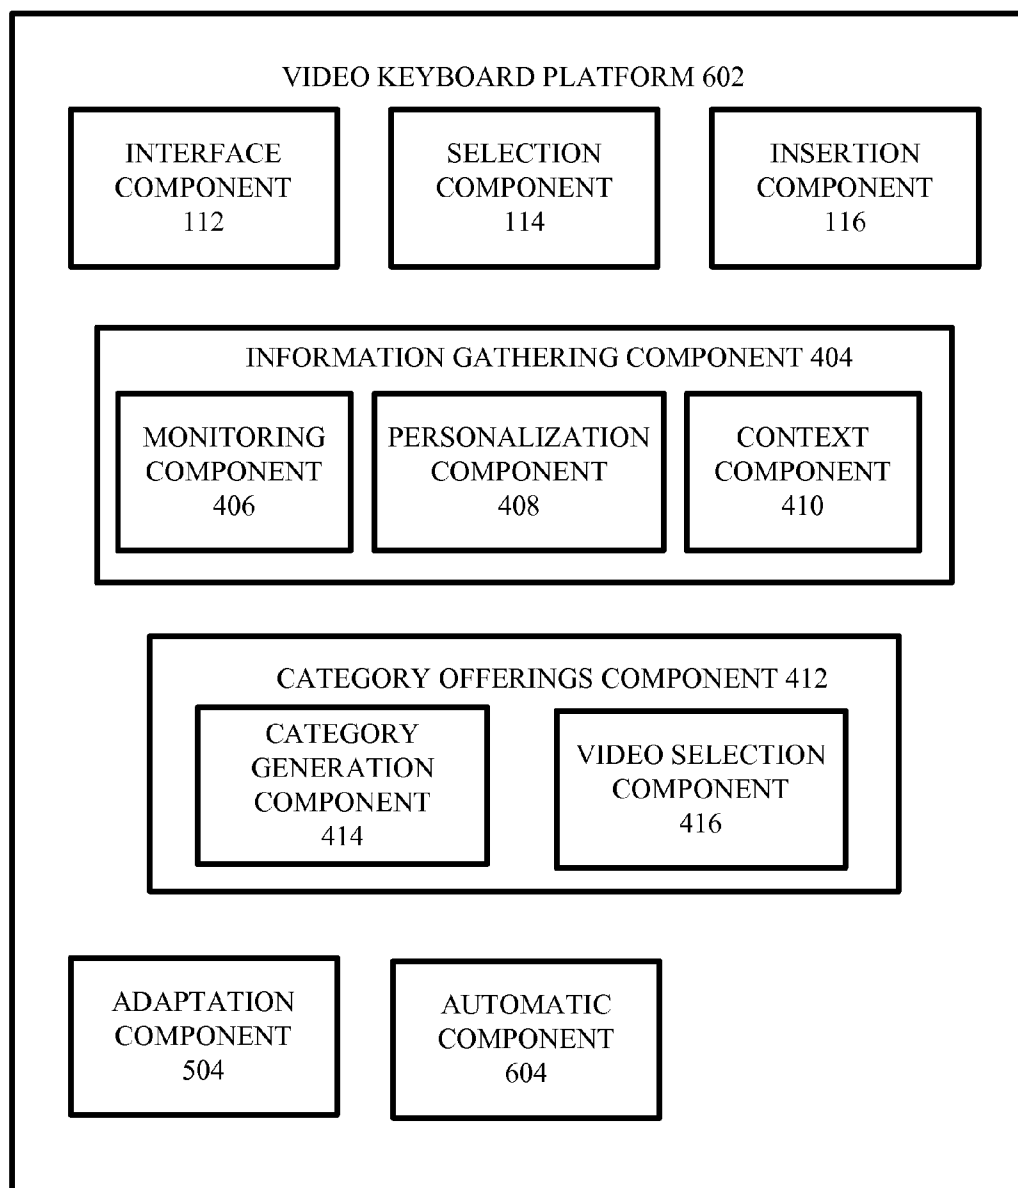 VIDEO KEYBOARD PLATFORM 602
INTERFACE
COMPONENT
112
SELECTION
COMPONENT
114
INSERTION
COMPONENT
116
INFORMATION GATHERING COMPONENT 404
MONITORING
COMPONENT
406
PERSONALIZATION
COMPONENT
408
CONTEXT
COMPONENT
410
CATEGORY OFFERINGS COMPONENT 412
CATEGORY
GENERATION
COMPONENT
414
VIDEO SELECTION
COMPONENT
416
ADAPTATION
COMPONENT
504
AUTOMATIC
COMPONENT
604